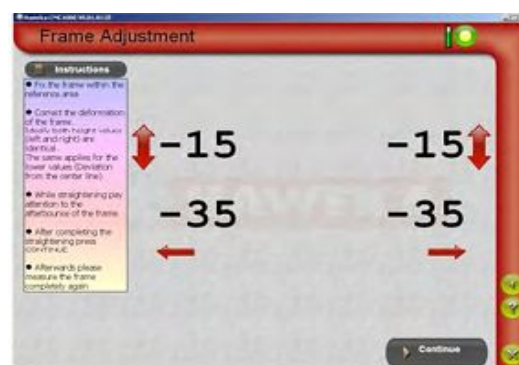 Frame Adjustment
Instructions
• Fix the frame within the
reference area
• Correct the deformation
of the frame.
Ideally both height values
(left and right) are
identical.
The same applies for the
lower values (Deviation
from the center line)
• While straightening pay
attention to the
afterbounce of the frame
• After completing the
straightening press
CONTINUE
• Afterwards please
measure the frame
completely again
-15
-15
-35
-35
HAWEKA
Continue